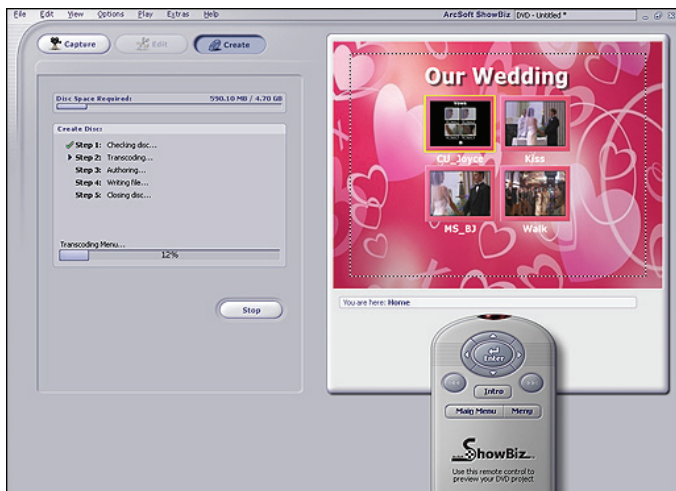 File Edit View Options Play Extras Help
ArcSoft ShowBiz DVD - Untitled *
Capture
Edit
Create
Disc Space Required: 590.10 MB / 4.70 GB
Create Disc:
Step 1: Checking disc...
Step 2: Transcoding...
Step 3: Authoring...
Step 4: Writing file...
Step 5: Closing disc...
Transcoding Menu...
12%
Stop
Our Wedding
CU_Joyce
Kiss
MS_BJ
Walk
You are here: Home
Enter
Intro
Main Menu
Menu
ShowBiz
Use this remote control to
preview your DVD project